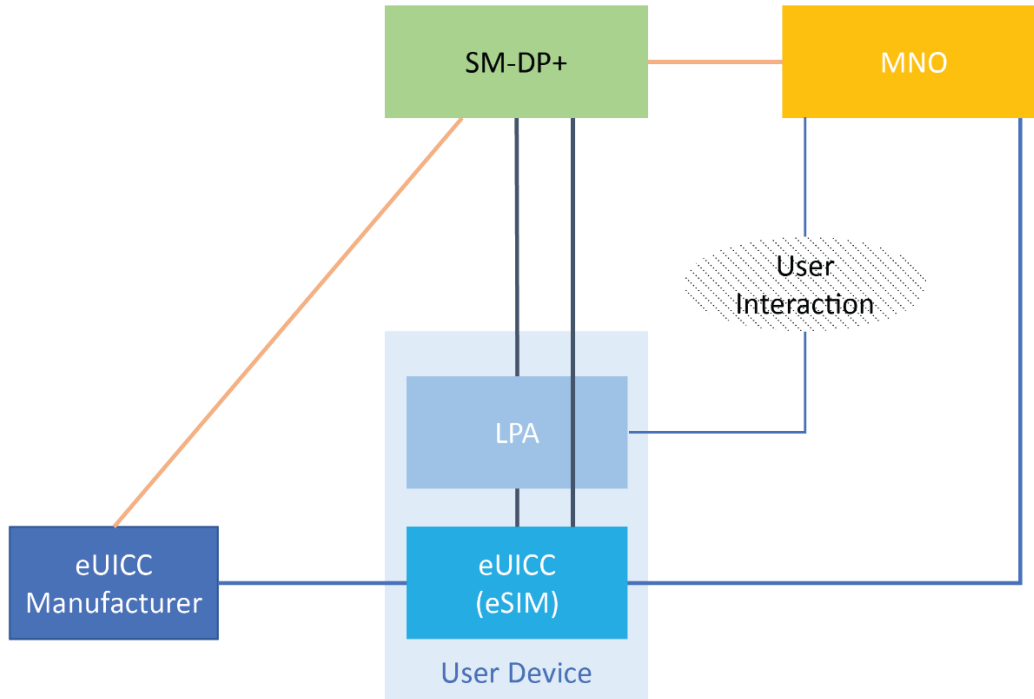 SM-DP+
MNO
User
Interaction
LPA
eUICC
Manufacturer
eUICC
(eSIM)
User Device